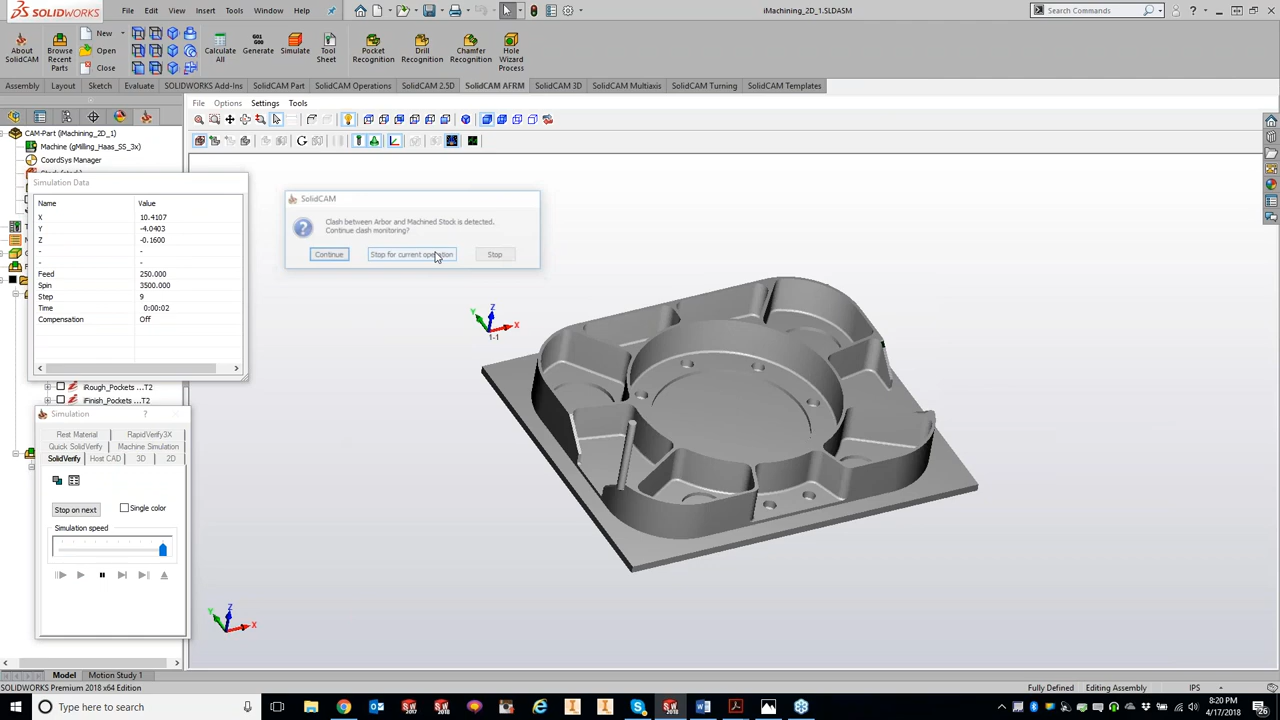 SOLIDWORKS
File Edit View Insert Tools Window Help
iMachining_2D_1.SLDASM
Search Commands
New
Open
Close
About SolidCAM
Browse Recent Parts
Calculate All
Generate
Simulate
Tool Sheet
Pocket Recognition
Drill Recognition
Chamfer Recognition
Hole Wizard Process
Assembly Layout Sketch Evaluate SOLIDWORKS Add-Ins SolidCAM Part SolidCAM Operations SolidCAM 2.5D SolidCAM AFRM SolidCAM 3D SolidCAM Multiaxis SolidCAM Turning SolidCAM Templates
File Options Settings Tools
CAM-Part (iMachining_2D_1)
Machine (gMilling_Haas_SS_3x)
CoordSys Manager
Simulation Data
Name Value
X 10.4107
Y -4.0403
Z -0.1600
- -
- -
Feed 250.000
Spin 3500.000
Step 9
Time 0:00:02
Compensation Off
SolidCAM
Clash between Arbor and Machined Stock is detected.
Continue clash monitoring?
Continue Stop for current operation Stop
iRough_Pockets ...T2
iFinish_Pockets ...T2
Simulation ?
Rest Material RapidVerify3X
Quick SolidVerify Machine Simulation
SolidVerify Host CAD 3D 2D
Stop on next Single color
Simulation speed
Z
Y
X
1-1
Z
Y
X
Model Motion Study 1
SOLIDWORKS Premium 2018 x64 Edition
Fully Defined Editing Assembly IPS
Type here to search
8:20 PM
4/17/2018